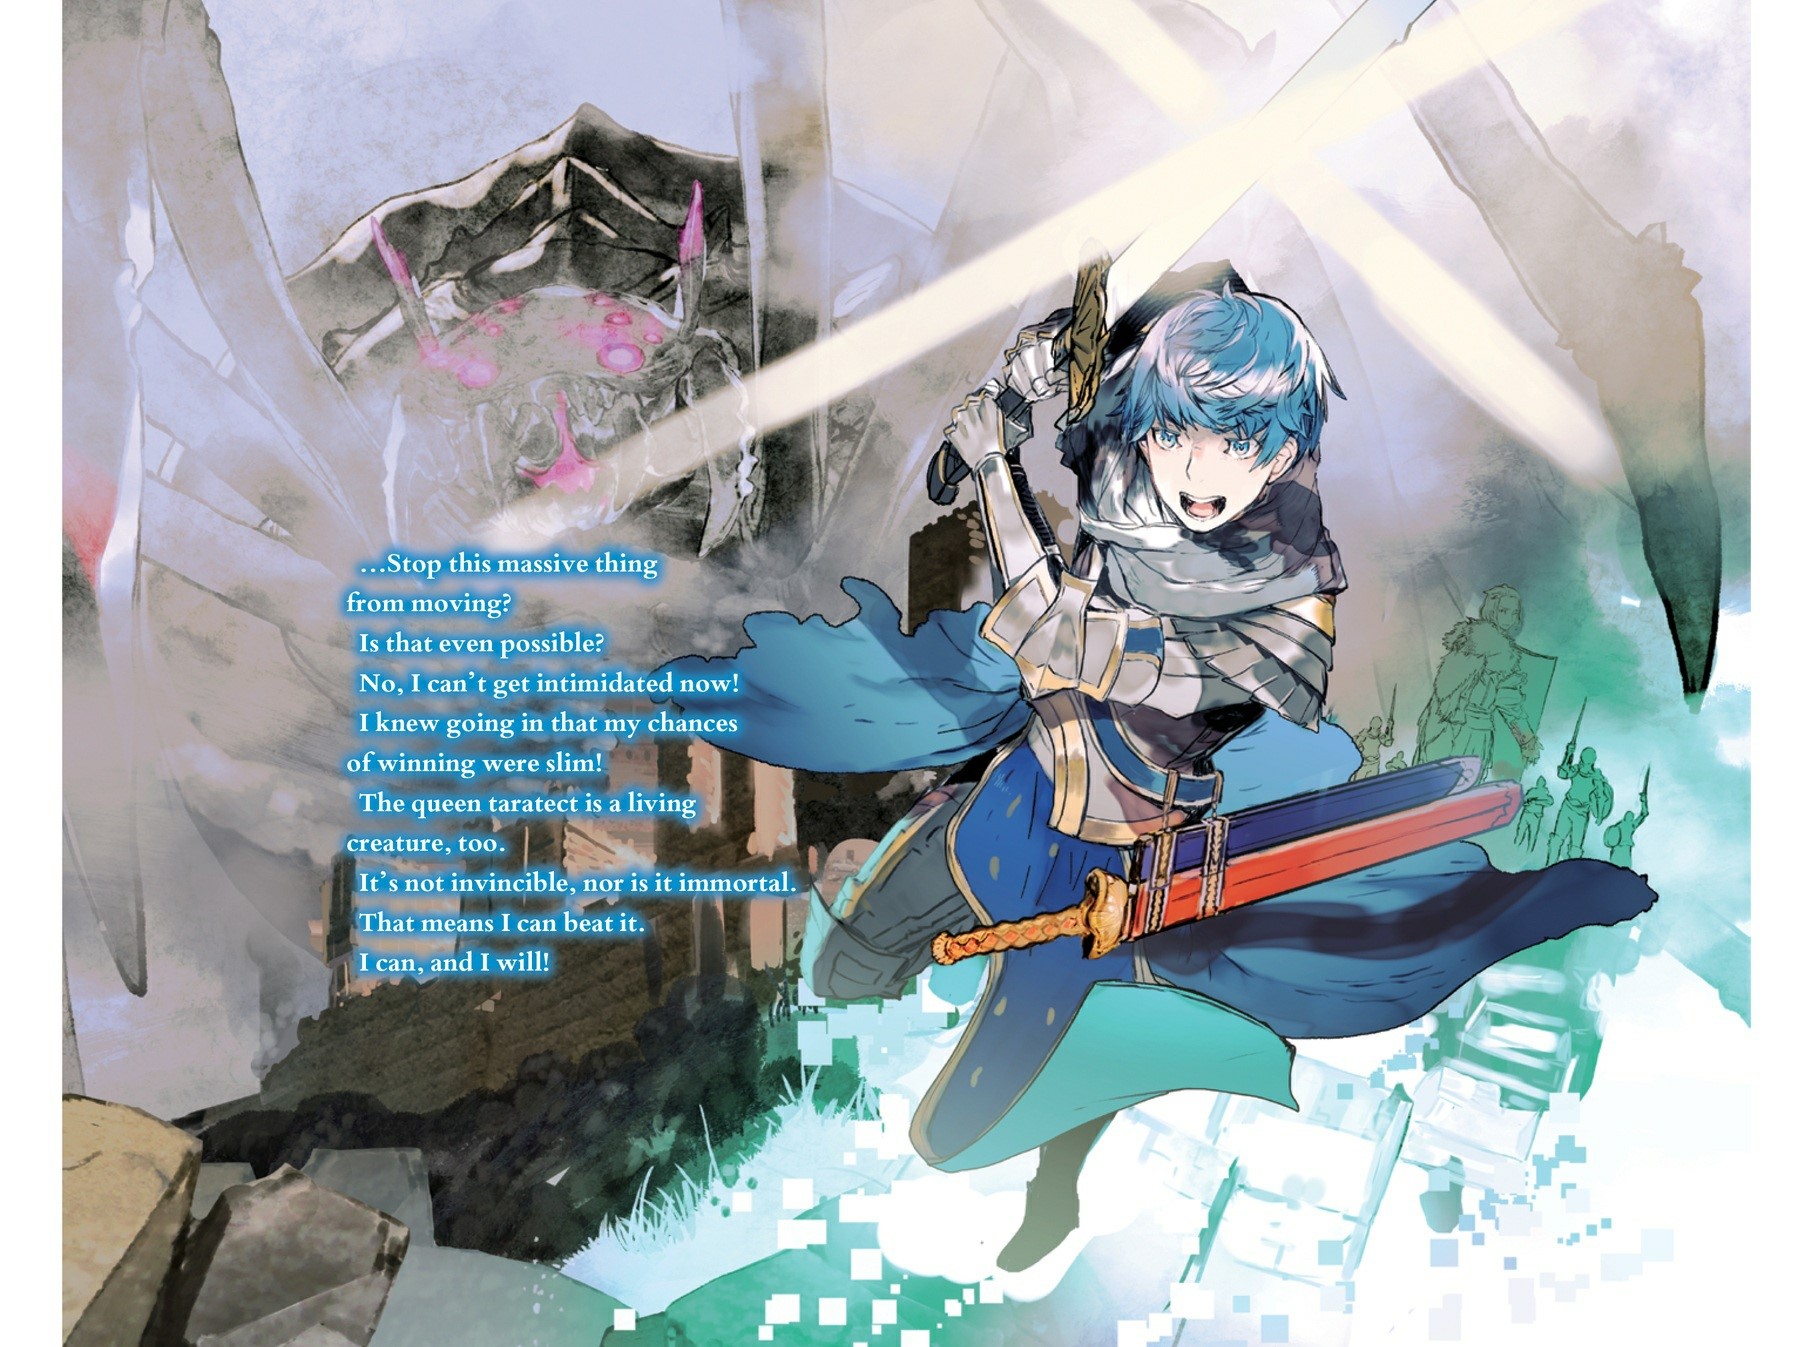 …Stop this massive thing
from moving?
Is that even possible?
No, I can’t get intimidated now!
I knew going in that my chances
of winning were slim!
The queen taratect is a living
creature, too.
It’s not invincible, nor is it immortal.
That means I can beat it.
I can, and I will!